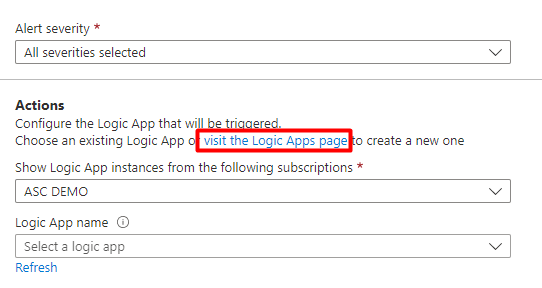 Alert severity *
All severities selected
Actions
Configure the Logic App that will be triggered.
Choose an existing Logic App or visit the Logic Apps page to create a new one
Show Logic App instances from the following subscriptions *
ASC DEMO
Logic App name
Select a logic app
Refresh